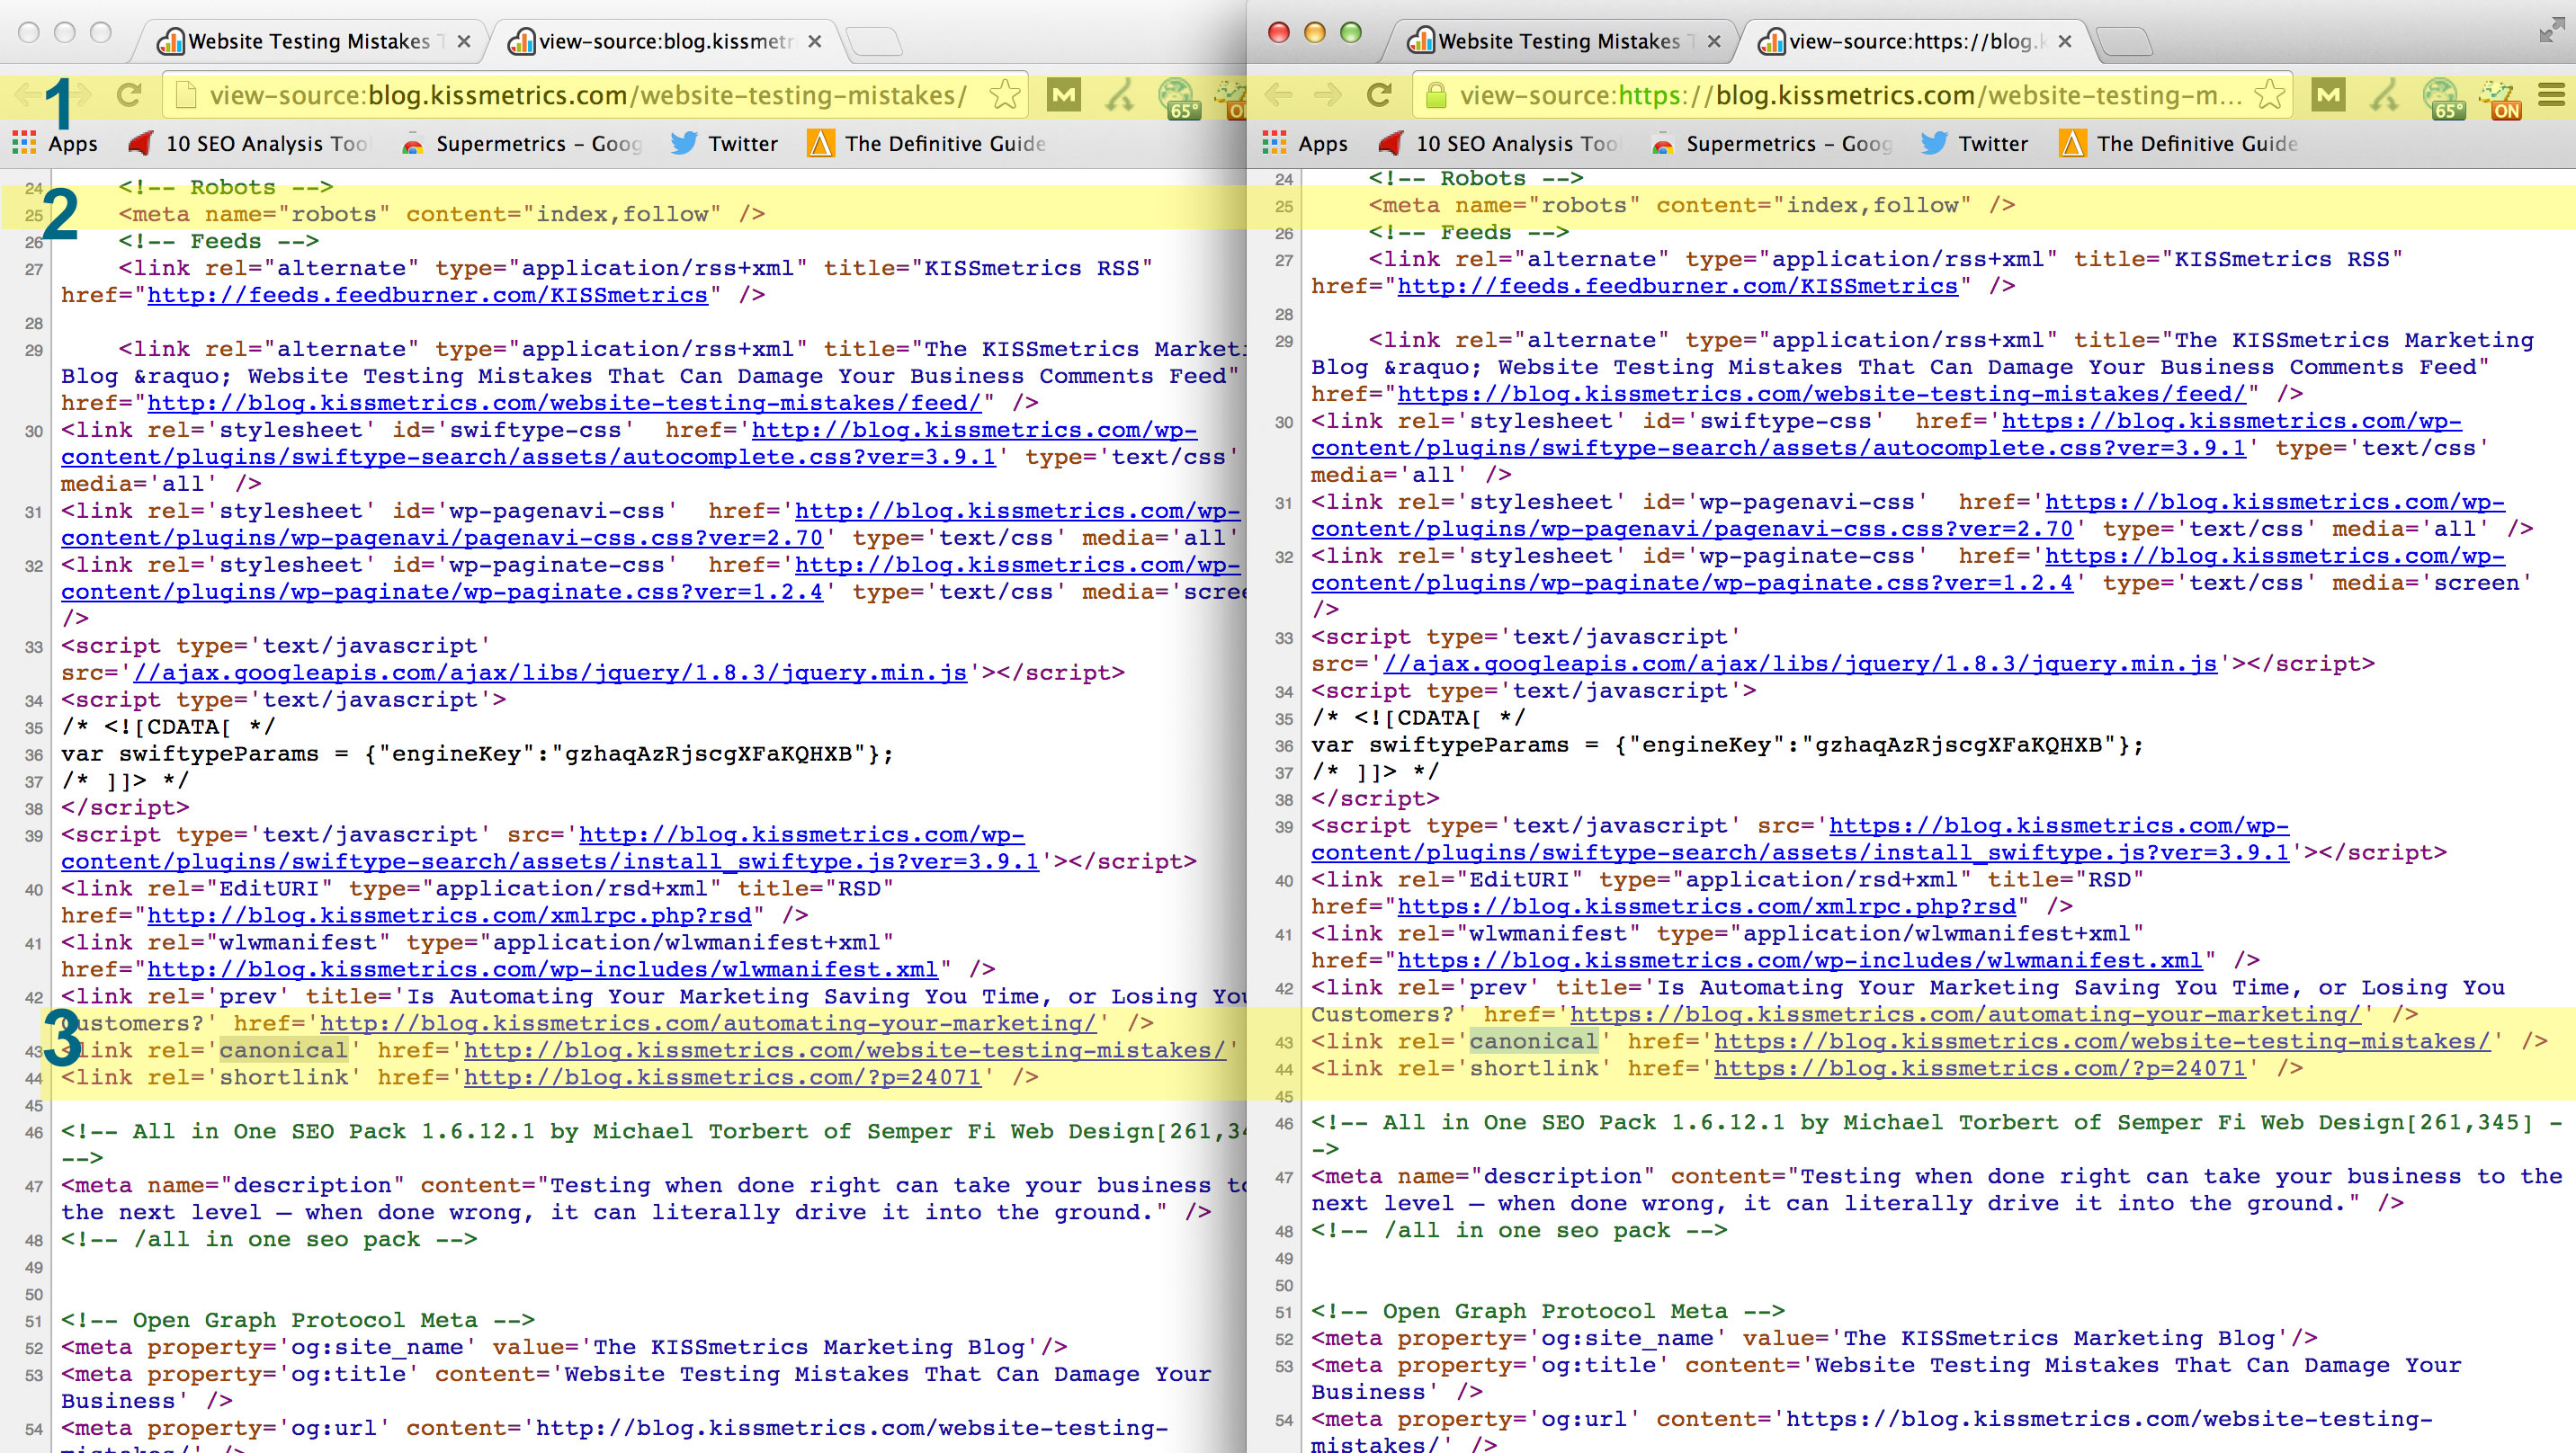 Website Testing Mistakes
view-source:blog.kissmetr
1
view-source:blog.kissmetrics.com/website-testing-mistakes/
65°
Apps
10 SEO Analysis Tool
Supermetrics – Goog
Twitter
The Definitive Guide
24 <!-- Robots -->
2
25 <meta name="robots" content="index,follow" />
26 <!-- Feeds -->
27 <link rel="alternate" type="application/rss+xml" title="KISSmetrics RSS"
href="http://feeds.feedburner.com/KISSmetrics" />
28
29 <link rel="alternate" type="application/rss+xml" title="The KISSmetrics Marketi
Blog &raquo; Website Testing Mistakes That Can Damage Your Business Comments Feed"
href="http://blog.kissmetrics.com/website-testing-mistakes/feed/" />
30 <link rel='stylesheet' id='swiftype-css'  href='http://blog.kissmetrics.com/wp-
content/plugins/swiftype-search/assets/autocomplete.css?ver=3.9.1' type='text/css'
media='all' />
31 <link rel='stylesheet' id='wp-pagenavi-css'  href='http://blog.kissmetrics.com/wp-
content/plugins/wp-pagenavi/pagenavi-css.css?ver=2.70' type='text/css' media='all'
32 <link rel='stylesheet' id='wp-paginate-css'  href='http://blog.kissmetrics.com/wp-
content/plugins/wp-paginate/wp-paginate.css?ver=1.2.4' type='text/css' media='scree
/>
33 <script type='text/javascript'
src='//ajax.googleapis.com/ajax/libs/jquery/1.8.3/jquery.min.js'></script>
34 <script type='text/javascript'>
35 /* <![CDATA[ */
36 var swiftypeParams = {"engineKey":"gzhaqAzRjscgXFaKQHXB"};
37 /* ]]> */
38 </script>
39 <script type='text/javascript' src='http://blog.kissmetrics.com/wp-
content/plugins/swiftype-search/assets/install_swiftype.js?ver=3.9.1'></script>
40 <link rel="EditURI" type="application/rsd+xml" title="RSD"
href="http://blog.kissmetrics.com/xmlrpc.php?rsd" />
41 <link rel="wlwmanifest" type="application/wlwmanifest+xml"
href="http://blog.kissmetrics.com/wp-includes/wlwmanifest.xml" />
42 <link rel='prev' title='Is Automating Your Marketing Saving You Time, or Losing You
Customers?' href='http://blog.kissmetrics.com/automating-your-marketing/' />
3
43 <link rel='canonical' href='http://blog.kissmetrics.com/website-testing-mistakes/'
44 <link rel='shortlink' href='http://blog.kissmetrics.com/?p=24071' />
45
46 <!-- All in One SEO Pack 1.6.12.1 by Michael Torbert of Semper Fi Web Design[261,34
-->
47 <meta name="description" content="Testing when done right can take your business to
the next level — when done wrong, it can literally drive it into the ground." />
48 <!-- /all in one seo pack -->
49
50
51 <!-- Open Graph Protocol Meta -->
52 <meta property='og:site_name' value='The KISSmetrics Marketing Blog'/>
53 <meta property='og:title' content='Website Testing Mistakes That Can Damage Your
Business' />
54 <meta property='og:url' content='http://blog.kissmetrics.com/website-testing-
mistakes/' />
Website Testing Mistakes
view-source:https://blog.k
view-source:https://blog.kissmetrics.com/website-testing-m...
65°
ON
Apps
10 SEO Analysis Tool
Supermetrics – Goog
Twitter
The Definitive Guide
24 <!-- Robots -->
25 <meta name="robots" content="index,follow" />
26 <!-- Feeds -->
27 <link rel="alternate" type="application/rss+xml" title="KISSmetrics RSS"
href="http://feeds.feedburner.com/KISSmetrics" />
28
29 <link rel="alternate" type="application/rss+xml" title="The KISSmetrics Marketing
Blog &raquo; Website Testing Mistakes That Can Damage Your Business Comments Feed"
href="https://blog.kissmetrics.com/website-testing-mistakes/feed/" />
30 <link rel='stylesheet' id='swiftype-css'  href='https://blog.kissmetrics.com/wp-
content/plugins/swiftype-search/assets/autocomplete.css?ver=3.9.1' type='text/css'
media='all' />
31 <link rel='stylesheet' id='wp-pagenavi-css'  href='https://blog.kissmetrics.com/wp-
content/plugins/wp-pagenavi/pagenavi-css.css?ver=2.70' type='text/css' media='all' />
32 <link rel='stylesheet' id='wp-paginate-css'  href='https://blog.kissmetrics.com/wp-
content/plugins/wp-paginate/wp-paginate.css?ver=1.2.4' type='text/css' media='screen'
/>
33 <script type='text/javascript'
src='//ajax.googleapis.com/ajax/libs/jquery/1.8.3/jquery.min.js'></script>
34 <script type='text/javascript'>
35 /* <![CDATA[ */
36 var swiftypeParams = {"engineKey":"gzhaqAzRjscgXFaKQHXB"};
37 /* ]]> */
38 </script>
39 <script type='text/javascript' src='https://blog.kissmetrics.com/wp-
content/plugins/swiftype-search/assets/install_swiftype.js?ver=3.9.1'></script>
40 <link rel="EditURI" type="application/rsd+xml" title="RSD"
href="https://blog.kissmetrics.com/xmlrpc.php?rsd" />
41 <link rel="wlwmanifest" type="application/wlwmanifest+xml"
href="https://blog.kissmetrics.com/wp-includes/wlwmanifest.xml" />
42 <link rel='prev' title='Is Automating Your Marketing Saving You Time, or Losing You
Customers?' href='https://blog.kissmetrics.com/automating-your-marketing/' />
43 <link rel='canonical' href='https://blog.kissmetrics.com/website-testing-mistakes/' />
44 <link rel='shortlink' href='https://blog.kissmetrics.com/?p=24071' />
45
46 <!-- All in One SEO Pack 1.6.12.1 by Michael Torbert of Semper Fi Web Design[261,345] -
->
47 <meta name="description" content="Testing when done right can take your business to the
next level — when done wrong, it can literally drive it into the ground." />
48 <!-- /all in one seo pack -->
49
50
51 <!-- Open Graph Protocol Meta -->
52 <meta property='og:site_name' value='The KISSmetrics Marketing Blog'/>
53 <meta property='og:title' content='Website Testing Mistakes That Can Damage Your
Business' />
54 <meta property='og:url' content='https://blog.kissmetrics.com/website-testing-
mistakes/' />